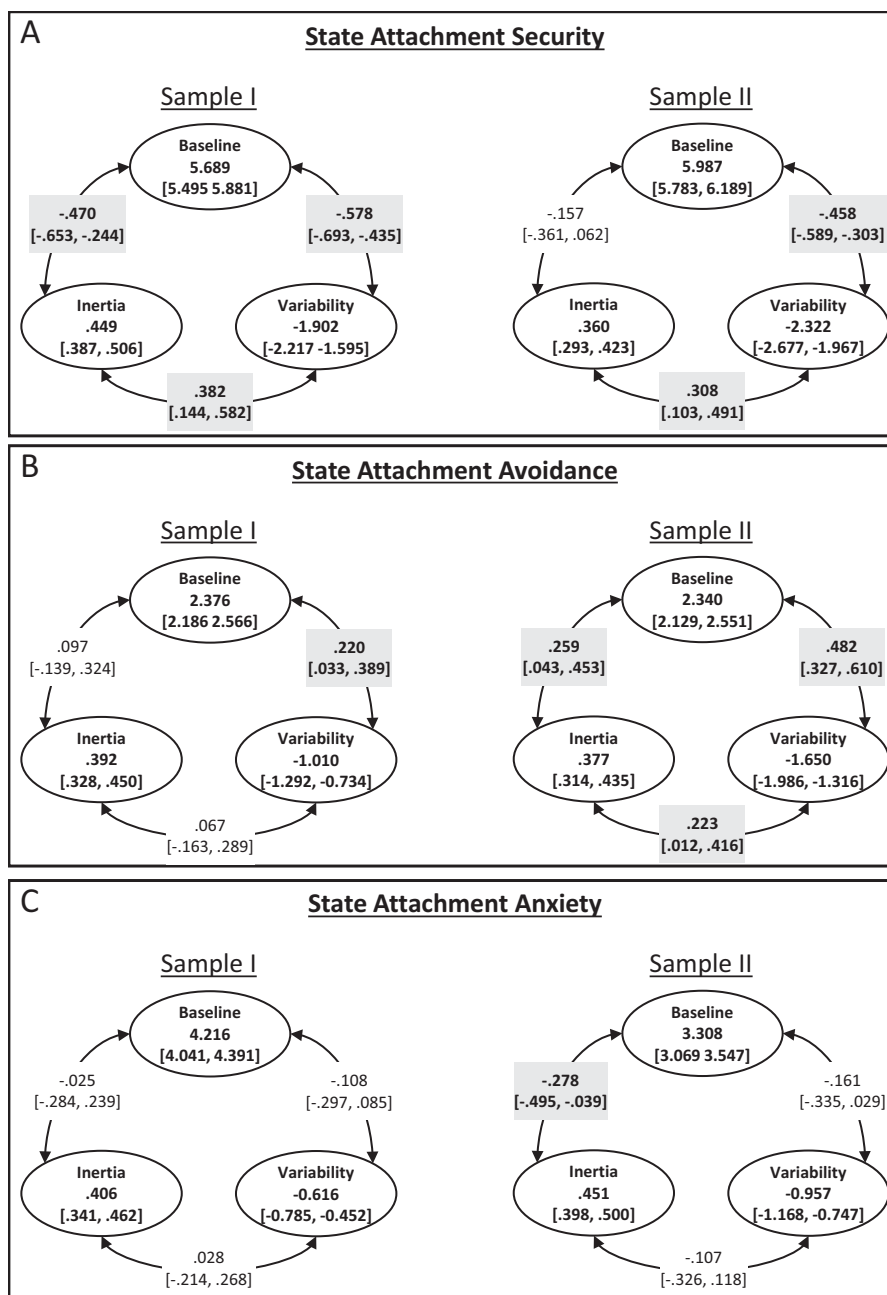 A
State Attachment Security
Sample I
Sample II
Baseline
5.689
[5.495 5.881]
Baseline
5.987
[5.783, 6.189]
-.470
[-.653, -.244]
-.578
[-.693, -.435]
-.157
[-.361, .062]
-.458
[-.589, -.303]
Inertia
.449
[.387, .506]
Variability
-1.902
[-2.217 -1.595]
Inertia
.360
[.293, .423]
Variability
-2.322
[-2.677, -1.967]
.382
[.144, .582]
.308
[.103, .491]
B
State Attachment Avoidance
Sample I
Sample II
Baseline
2.376
[2.186 2.566]
Baseline
2.340
[2.129, 2.551]
.097
[-.139, .324]
.220
[.033, .389]
.259
[.043, .453]
.482
[.327, .610]
Inertia
.392
[.328, .450]
Variability
-1.010
[-1.292, -0.734]
Inertia
.377
[.314, .435]
Variability
-1.650
[-1.986, -1.316]
.067
[-.163, .289]
.223
[.012, .416]
C
State Attachment Anxiety
Sample I
Sample II
Baseline
4.216
[4.041, 4.391]
Baseline
3.308
[3.069 3.547]
-.025
[-.284, .239]
-.108
[-.297, .085]
-.278
[-.495, -.039]
-.161
[-.335, .029]
Inertia
.406
[.341, .462]
Variability
-0.616
[-0.785, -0.452]
Inertia
.451
[.398, .500]
Variability
-0.957
[-1.168, -0.747]
.028
[-.214, .268]
-.107
[-.326, .118]